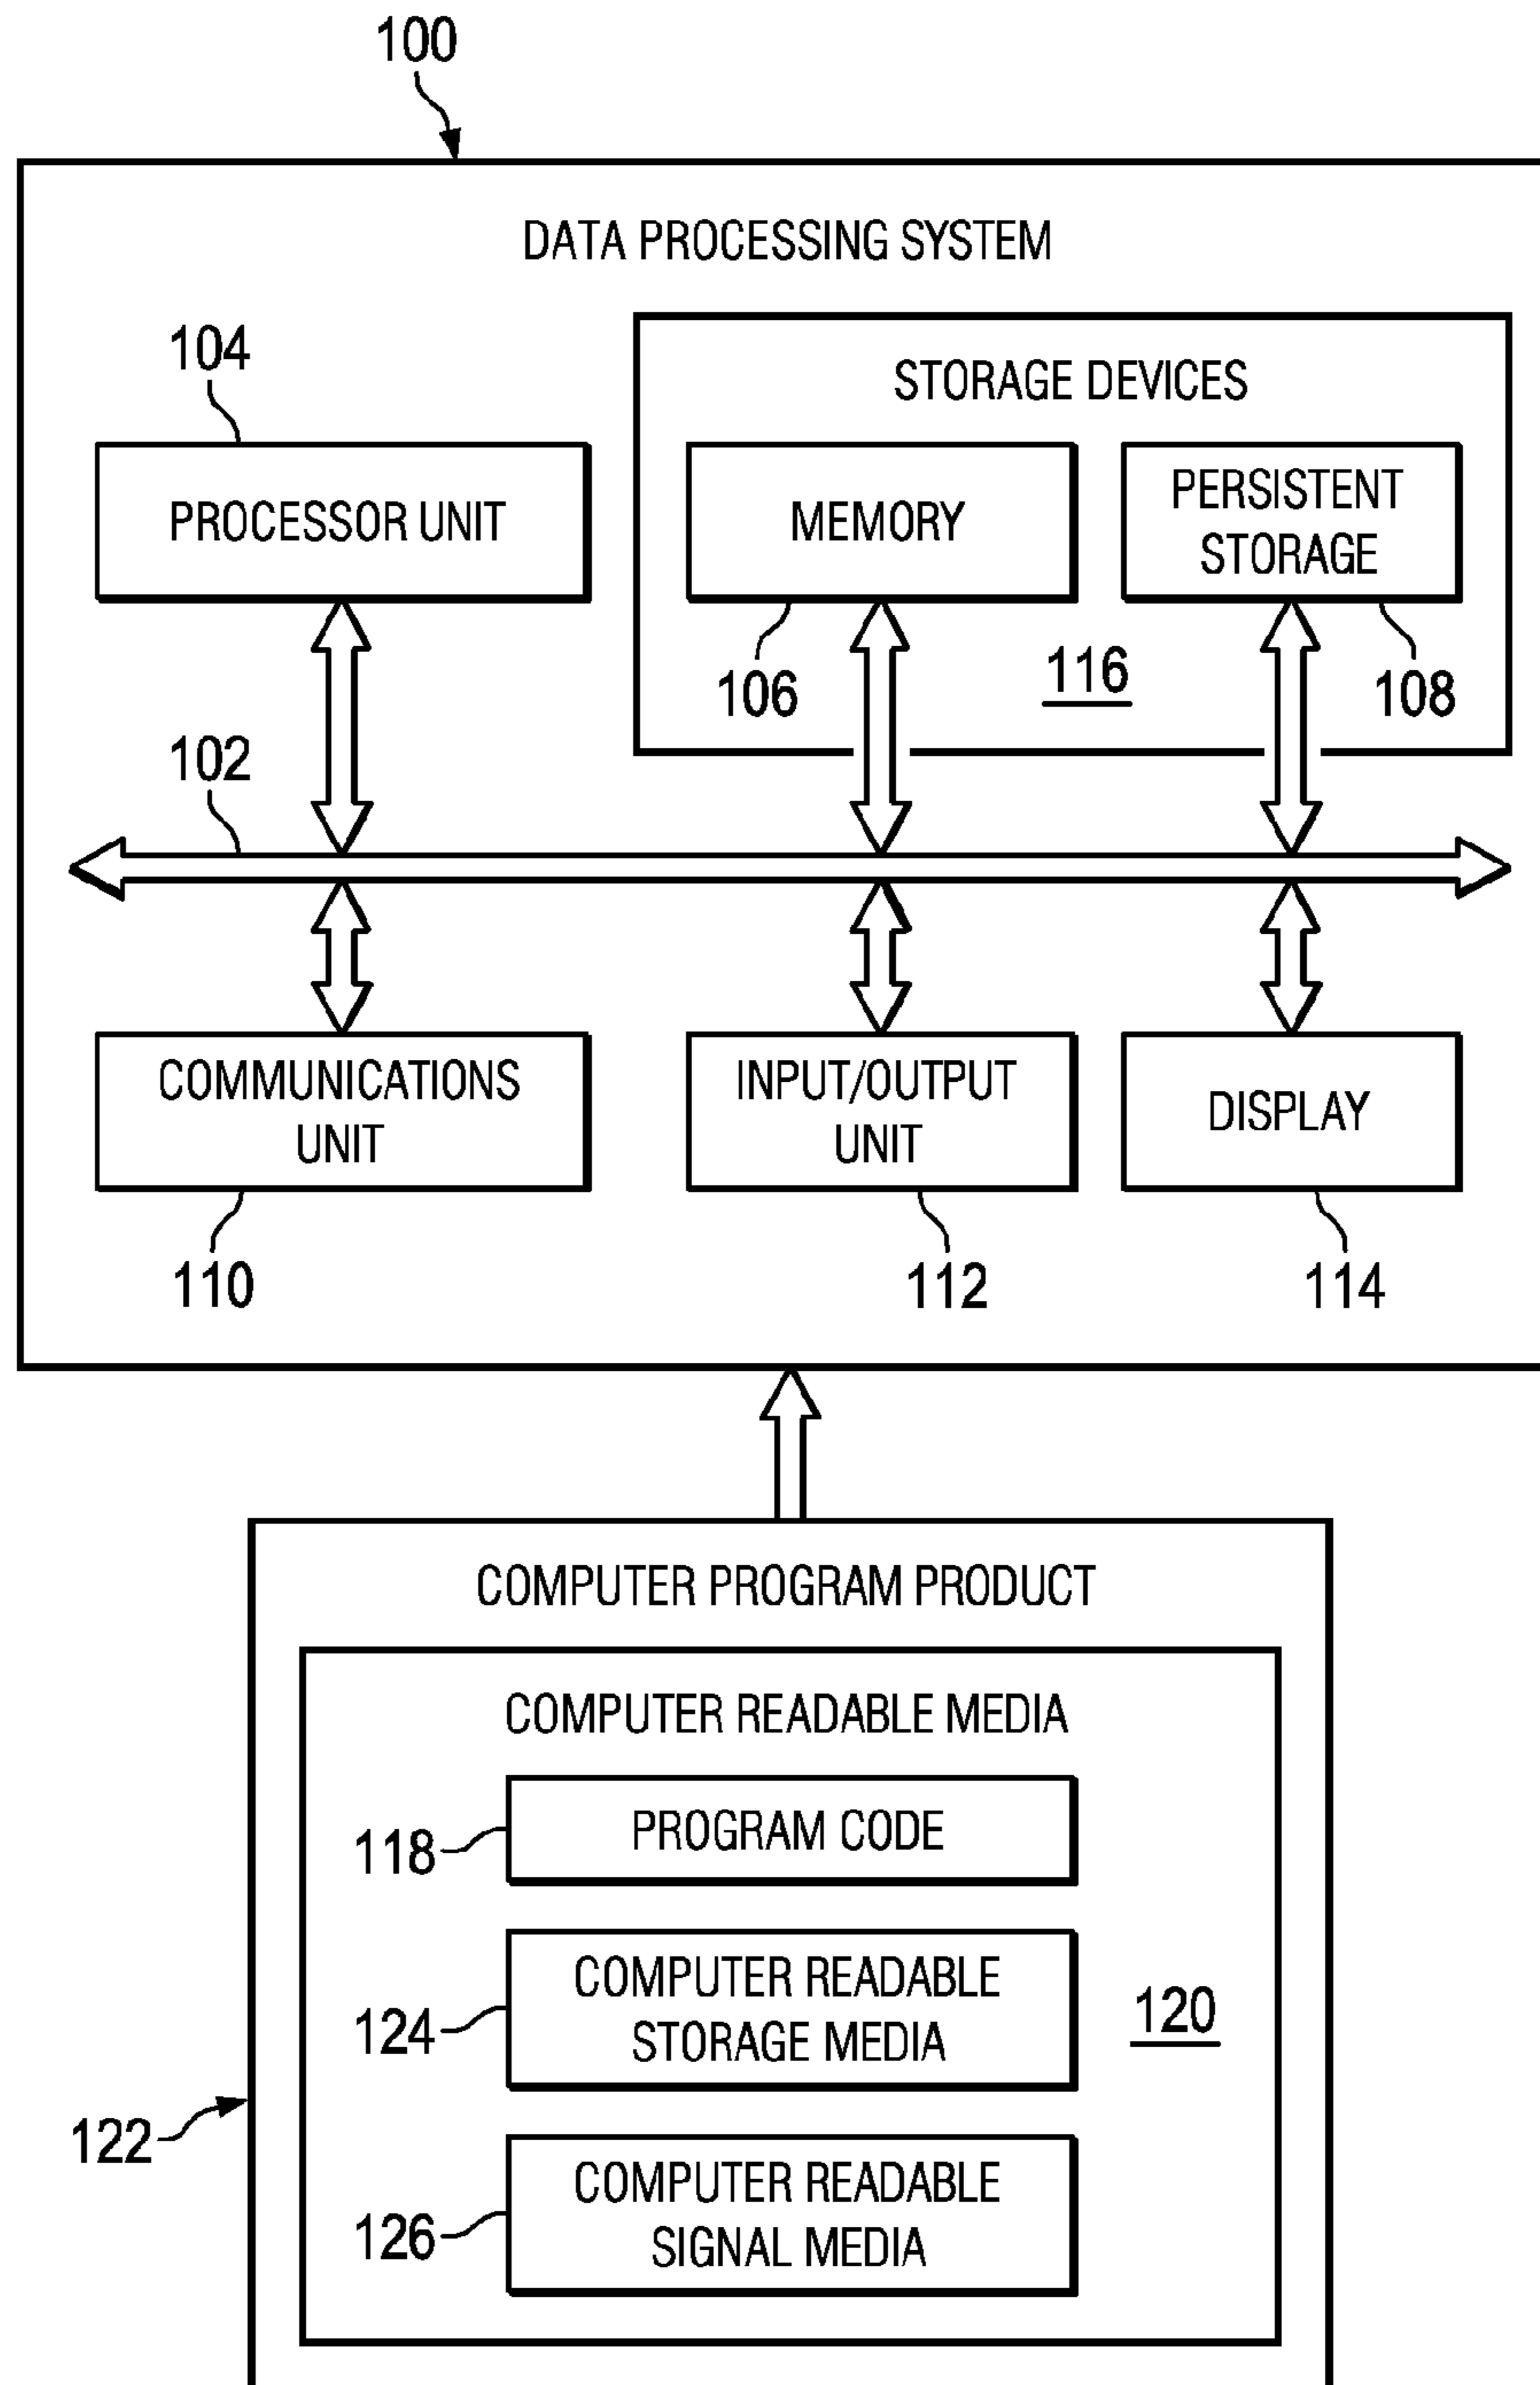 100
DATA PROCESSING SYSTEM
104
STORAGE DEVICES
PROCESSOR UNIT
MEMORY
PERSISTENT
STORAGE
106
116
108
102
COMMUNICATIONS
UNIT
INPUT/OUTPUT
UNIT
DISPLAY
110
112
114
COMPUTER PROGRAM PRODUCT
COMPUTER READABLE MEDIA
118
PROGRAM CODE
124
COMPUTER READABLE
STORAGE MEDIA
120
122
126
COMPUTER READABLE
SIGNAL MEDIA